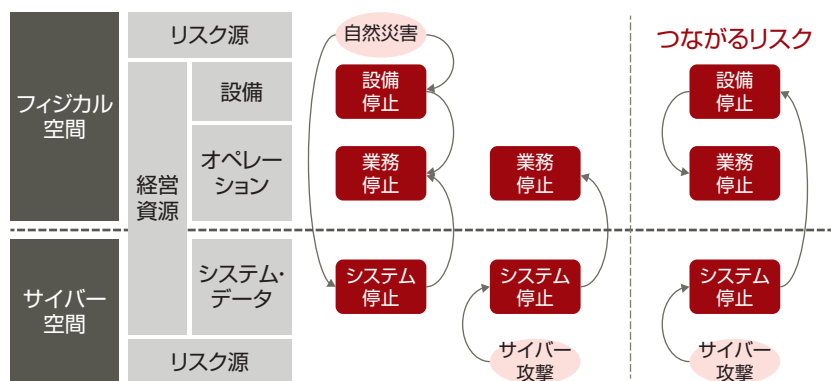 リスク源
自然災害
つながるリスク
フィジカル
空間
設備
設備
停止
設備
停止
経営
資源
オペレー
ション
業務
停止
業務
停止
業務
停止
サイバー
空間
システム・
データ
システム
停止
システム
停止
システム
停止
リスク源
サイバー
攻撃
サイバー
攻撃